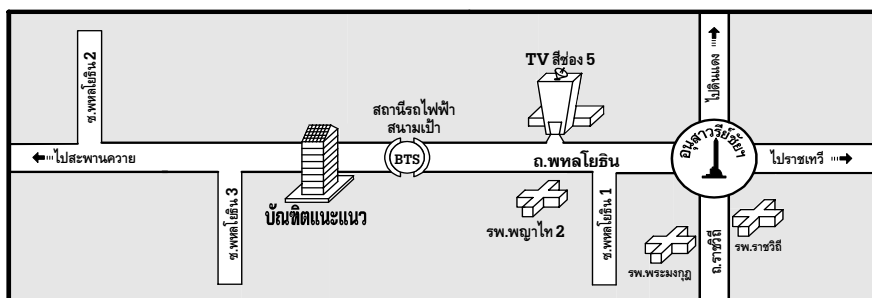 ซ.พหลโยธิน 2
TV สีช่อง 5
ไปดินแดง
สถานีรถไฟฟ้า
สนามเป้า
BTS
อนุสาวรีย์ชัยฯ
ไปสะพานควาย
ถ.พหลโยธิน
ไปราชเทวี
ซ.พหลโยธิน 3
บัณฑิตแนะแนว
รพ.พญาไท 2
ซ.พหลโยธิน 1
รพ.พระมงกุฎ
ถ.ราชวิถี
รพ.ราชวิถี